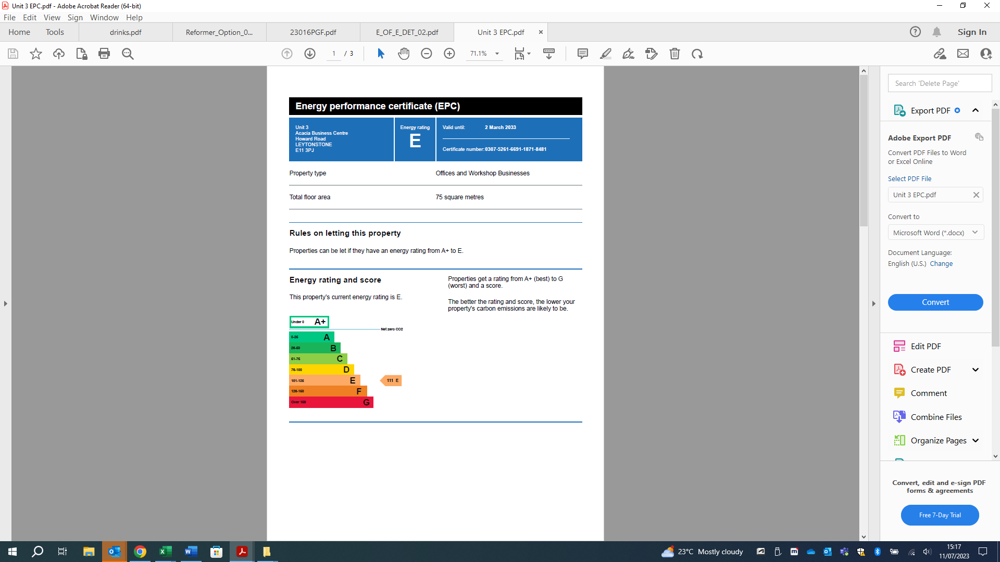 Unit 3 EPC.pdf - Adobe Acrobat Reader (64-bit)
File Edit View Sign Window Help
Home Tools drinks.pdf Reformer_Option_0... 23016PGF.pdf E_OF_E_DET_02.pdf Unit 3 EPC.pdf Sign In
1 / 3 71.1%
Energy performance certificate (EPC)
Unit 3
Acacia Business Centre
Howard Road
LEYTONSTONE
E11 3PJ
Energy rating
E
Valid until: 2 March 2033
Certificate number: 0307-5261-6691-1871-8481
Property type Offices and Workshop Businesses
Total floor area 75 square metres
Rules on letting this property
Properties can be let if they have an energy rating from A+ to E.
Energy rating and score
This property's current energy rating is E.
Properties get a rating from A+ (best) to G
(worst) and a score.
The better the rating and score, the lower your
property's carbon emissions are likely to be.
Under 0 A+
Net zero CO2
0-25 A
26-50 B
51-75 C
76-100 D
101-125 E
111 E
126-150 F
Over 150 G
Search 'Delete Page'
Export PDF
Adobe Export PDF
Convert PDF Files to Word
or Excel Online
Select PDF File
Unit 3 EPC.pdf
Convert to
Microsoft Word (*.docx)
Document Language:
English (U.S.) Change
Convert
Edit PDF
Create PDF
Comment
Combine Files
Organize Pages
Convert, edit and e-sign PDF
forms & agreements
Free 7-Day Trial
23°C Mostly cloudy
15:17
11/07/2023